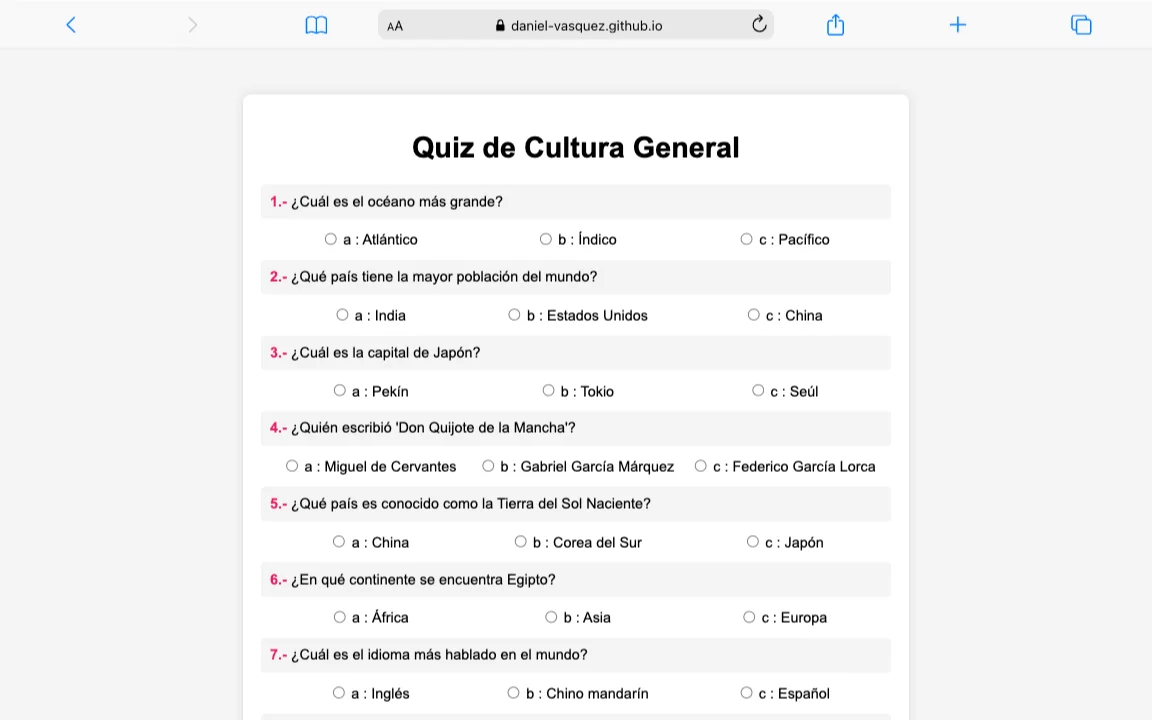 AA daniel-vasquez.github.io
Quiz de Cultura General
1.- ¿Cuál es el océano más grande?
a : Atlántico b : Índico c : Pacífico
2.- ¿Qué país tiene la mayor población del mundo?
a : India b : Estados Unidos c : China
3.- ¿Cuál es la capital de Japón?
a : Pekín b : Tokio c : Seúl
4.- ¿Quién escribió 'Don Quijote de la Mancha'?
a : Miguel de Cervantes b : Gabriel García Márquez c : Federico García Lorca
5.- ¿Qué país es conocido como la Tierra del Sol Naciente?
a : China b : Corea del Sur c : Japón
6.- ¿En qué continente se encuentra Egipto?
a : África b : Asia c : Europa
7.- ¿Cuál es el idioma más hablado en el mundo?
a : Inglés b : Chino mandarín c : Español